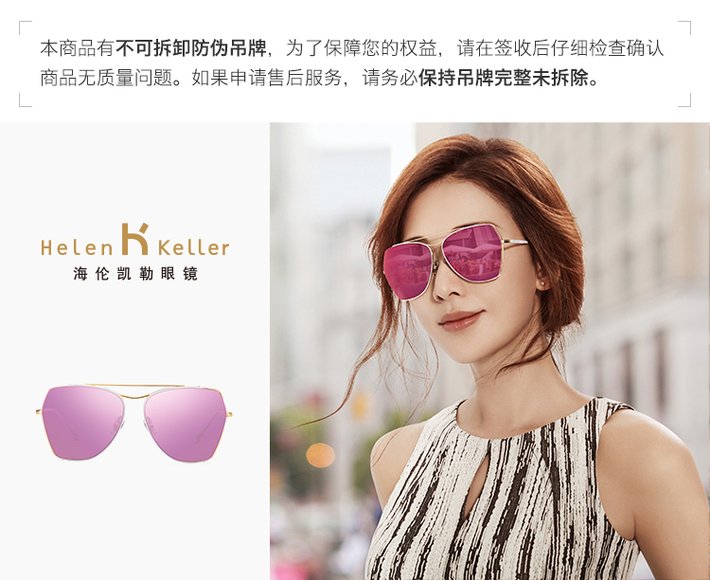 本商品有不可拆卸防伪吊牌，为了保障您的权益，请在签收后仔细检查确认
商品无质量问题。如果申请售后服务，请务必保持吊牌完整未拆除。
Helen Keller
海伦凯勒眼镜